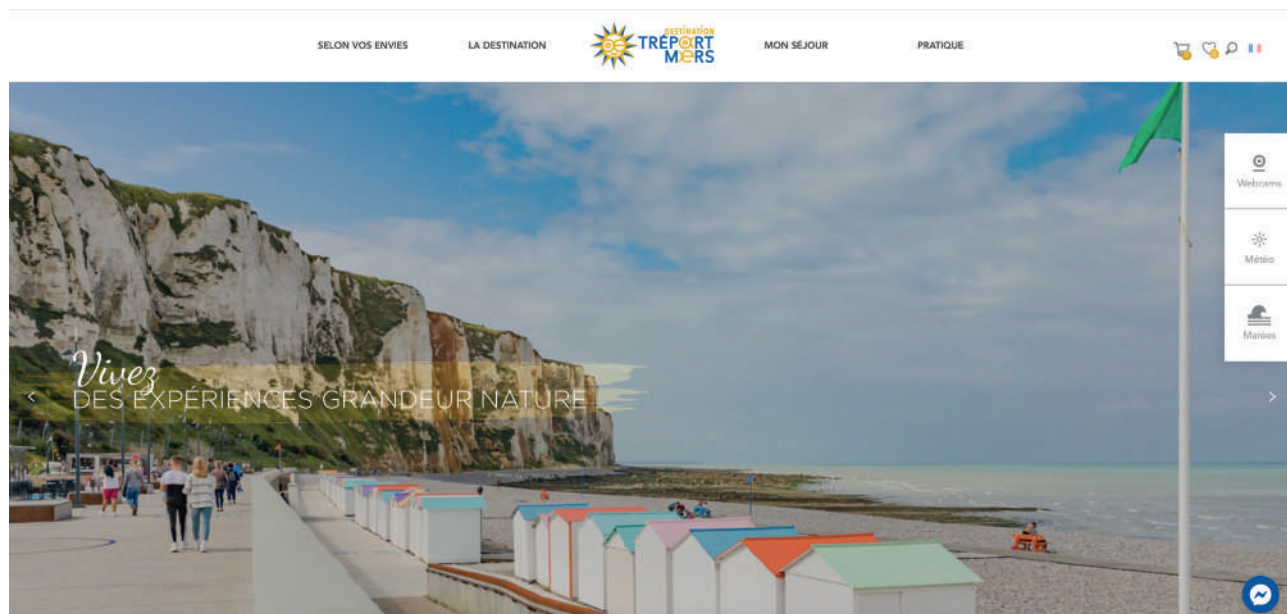 SELON VOS ENVIES
LA DESTINATION
DESTINATION
TRÉPORT
MERS
MON SÉJOUR
PRATIQUE
Webcams
Météo
Marées
Vivez
DES EXPÉRIENCES GRANDEUR NATURE